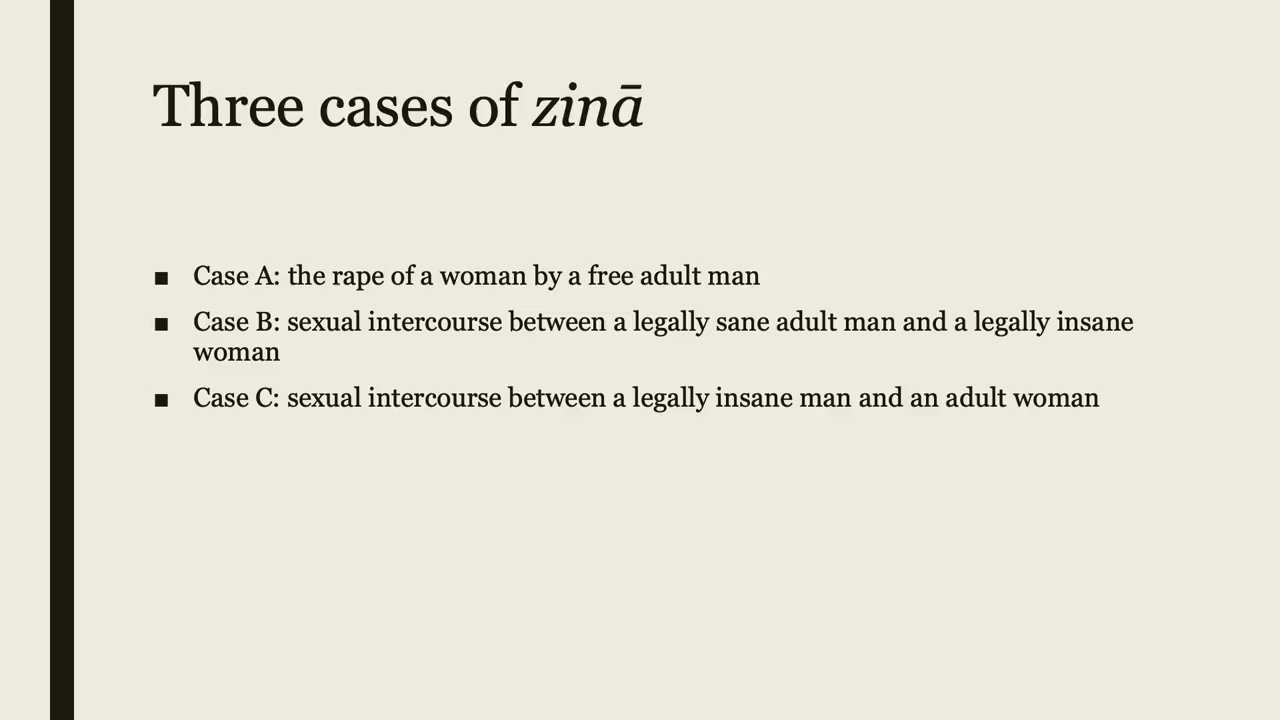 Three cases of zinā
▪ Case A: the rape of a woman by a free adult man
▪ Case B: sexual intercourse between a legally sane adult man and a legally insane
woman
▪ Case C: sexual intercourse between a legally insane man and an adult woman